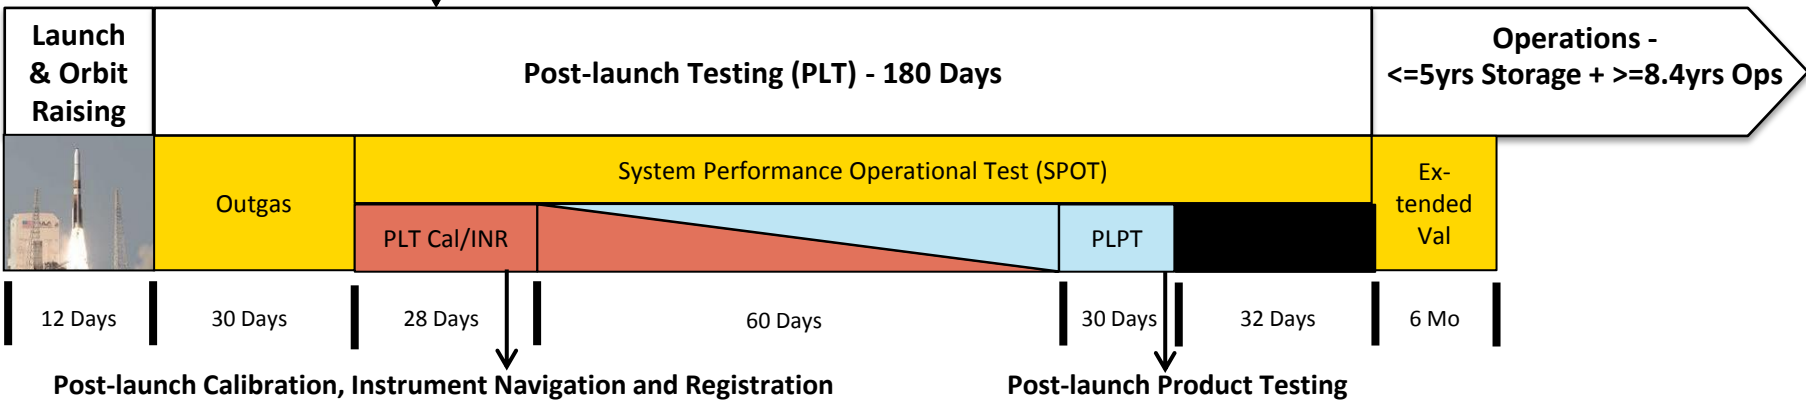 Launch
& Orbit
Raising
Post-launch Testing (PLT) - 180 Days
Operations -
<=5yrs Storage + >=8.4yrs Ops
Outgas
System Performance Operational Test (SPOT)
PLT Cal/INR
PLPT
Ex-
tended
Val
12 Days
30 Days
28 Days
60 Days
30 Days
32 Days
6 Mo
Post-launch Calibration, Instrument Navigation and Registration
Post-launch Product Testing